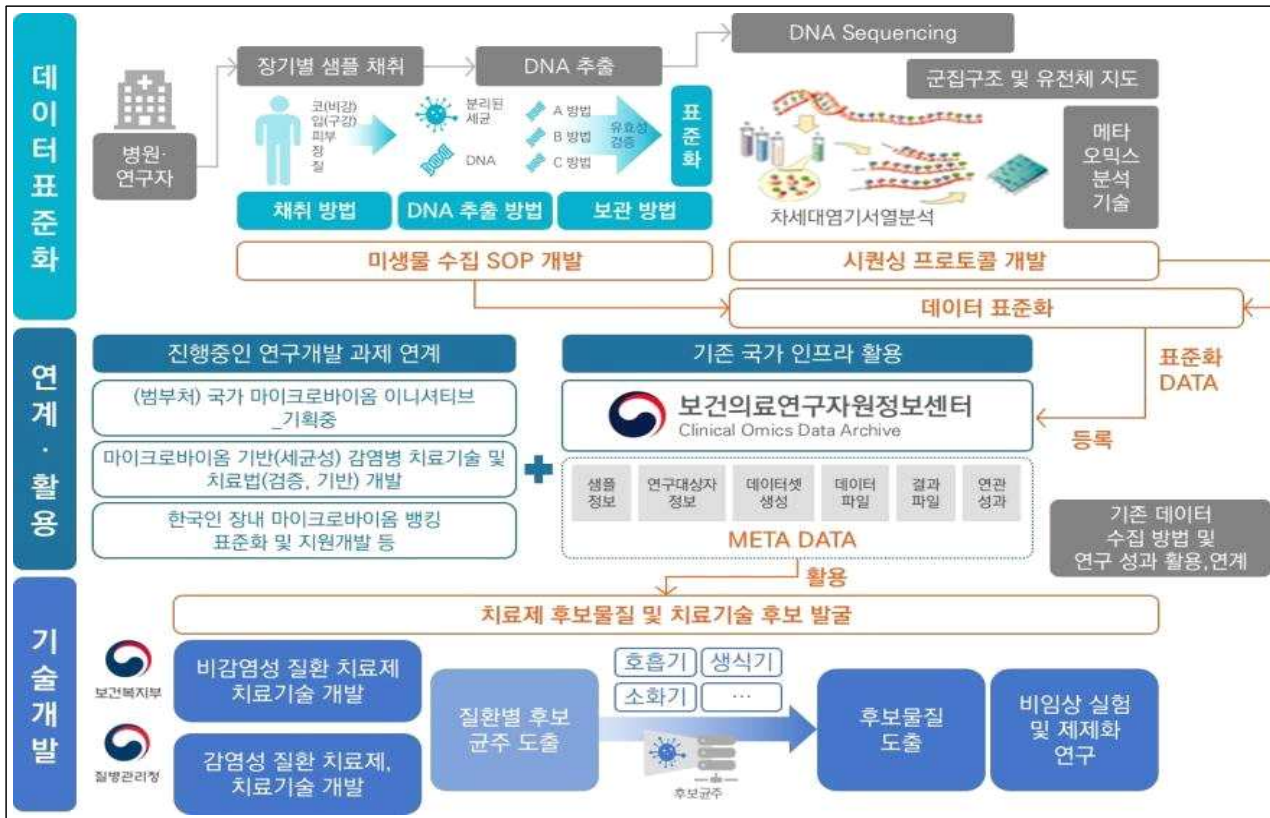 데이터표준화
병원·
연구자
장기별 샘플 채취
DNA 추출
DNA Sequencing
코(비강)
입(구강)
피부
장
질
분리된
세균
DNA
A 방법
B 방법
C 방법
유효성
검증
표준화
군집구조 및 유전체 지도
메타
오믹스
분석
기술
차세대염기서열분석
채취 방법
DNA 추출 방법
보관 방법
미생물 수집 SOP 개발
시퀀싱 프로토콜 개발
데이터 표준화
연계·활용
진행중인 연구개발 과제 연계
(범부처) 국가 마이크로바이옴 이니셔티브
_기획중
마이크로바이옴 기반(세균성) 감염병 치료기술 및
치료법(검증, 기반) 개발
한국인 장내 마이크로바이옴 뱅킹
표준화 및 지원개발 등
기존 국가 인프라 활용
보건의료연구자원정보센터
Clinical Omics Data Archive
샘플
정보
연구대상자
정보
데이터셋
생성
데이터
파일
결과
파일
연관
성과
META DATA
표준화
DATA
등록
기존 데이터
수집 방법 및
연구 성과 활용,연계
활용
기술개발
치료제 후보물질 및 치료기술 후보 발굴
보건복지부
질병관리청
비감염성 질환 치료제
치료기술 개발
감염성 질환 치료제,
치료기술 개발
질환별 후보
균주 도출
호흡기
생식기
소화기
…
후보균주
후보물질
도출
비임상 실험
및 제제화
연구